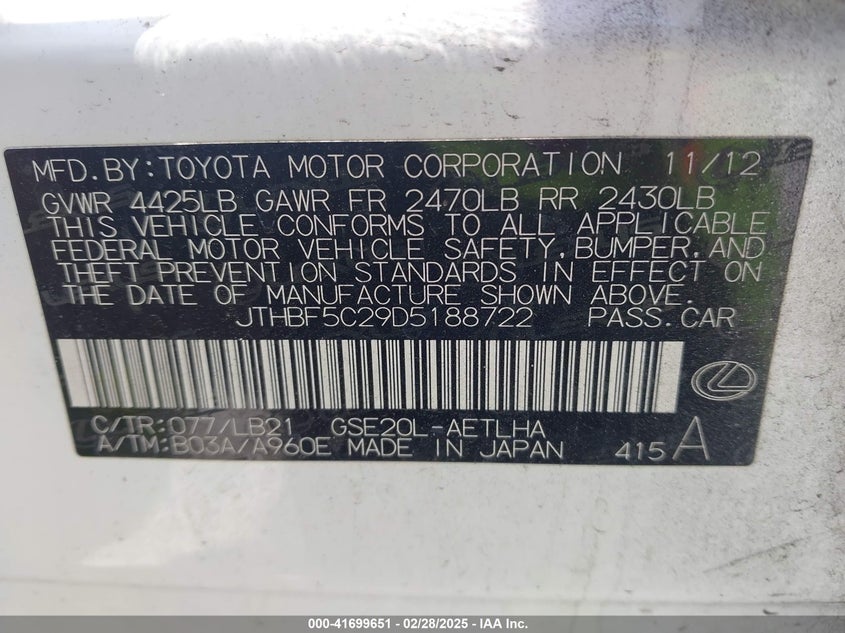 MFD.BY:TOYOTA MOTOR CORPORATION 11/12
GVWR 4425LB GAWR FR 2470LB RR 2430LB
THIS VEHICLE CONFORMS TO ALL APPLICABLE
FEDERAL MOTOR VEHICLE SAFETY,BUMPER,AND
THEFT PREVENTION STANDARDS IN EFFECT ON
THE DATE OF MANUFACTURE SHOWN ABOVE.
JTHBF5C29D5188722 PASS.CAR
C/TR:077/LB21 GSE20L-AETLHA
A/TM:B03A/A960E MADE IN JAPAN 415A
000-41699651 / 02/28/2025 - IAA Inc.